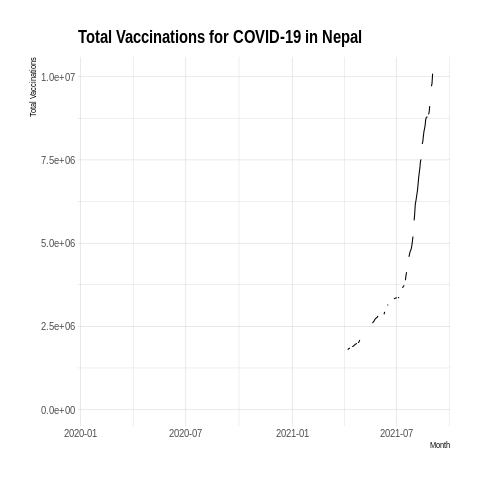 Total Vaccinations for COVID-19 in Nepal
Total Vaccinations
1.0e+07
7.5e+06
5.0e+06
2.5e+06
0.0e+00
2020-01 2020-07 2021-01 2021-07
Month